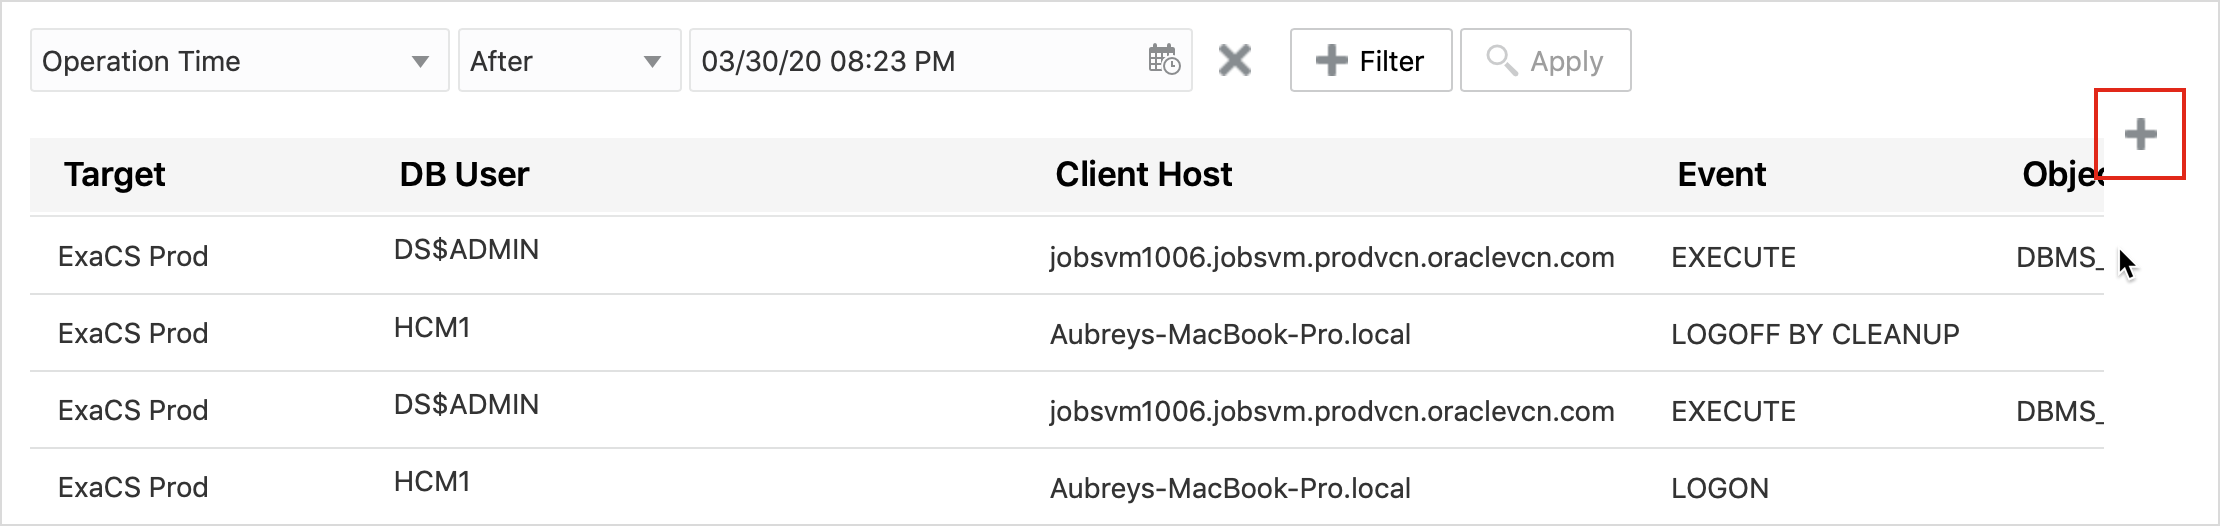 Operation Time After 03/30/20 08:23 PM Filter Apply
Target DB User Client Host Event Objec
ExaCS Prod DS$ADMIN jobsvm1006.jobsvm.prodvcn.oraclevcn.com EXECUTE DBMS_
ExaCS Prod HCM1 Aubreys-MacBook-Pro.local LOGOFF BY CLEANUP
ExaCS Prod DS$ADMIN jobsvm1006.jobsvm.prodvcn.oraclevcn.com EXECUTE DBMS_
ExaCS Prod HCM1 Aubreys-MacBook-Pro.local LOGON